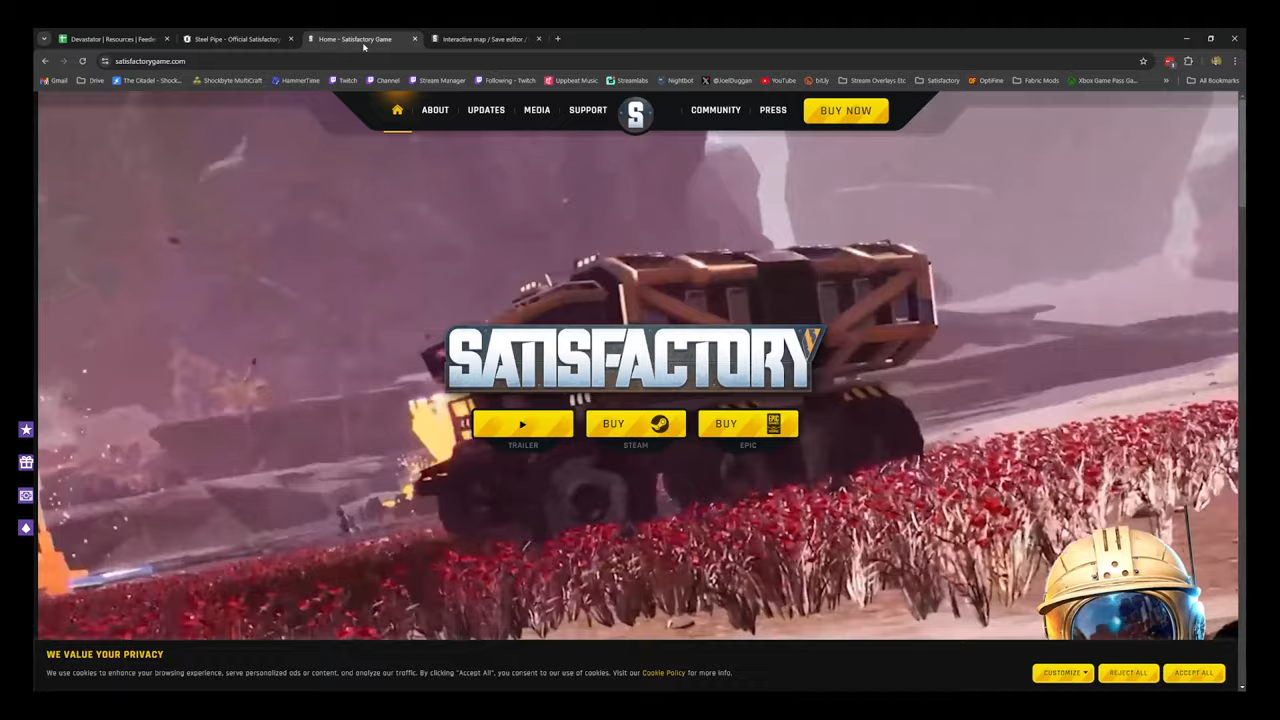 Devastator | Resources | Feede
Steel Pipe - Official Satisfactory
Home - Satisfactory Game
Interactive map / Save editor /
satisfactorygame.com
Gmail
Drive
The Citadel - Shock...
Shockbyte MultiCraft
HammerTime
Twitch
Channel
Stream Manager
Following - Twitch
Uppbeat Music
Streamlabs
Nightbot
@JoelDuggan
YouTube
bit.ly
Stream Overlays Etc
Satisfactory
OptiFine
Fabric Mods
Xbox Game Pass Ga...
All Bookmarks
ABOUT
UPDATES
MEDIA
SUPPORT
S
COMMUNITY
PRESS
BUY NOW
SATISFACTORY
BUY
BUY
EPIC GAMES
TRAILER
STEAM
EPIC
WE VALUE YOUR PRIVACY
We use cookies to enhance your browsing experience, serve personalized ads or content, and analyze our traffic. By clicking "Accept All", you consent to our use of cookies. Visit our Cookie Policy for more info.
CUSTOMIZE
REJECT ALL
ACCEPT ALL